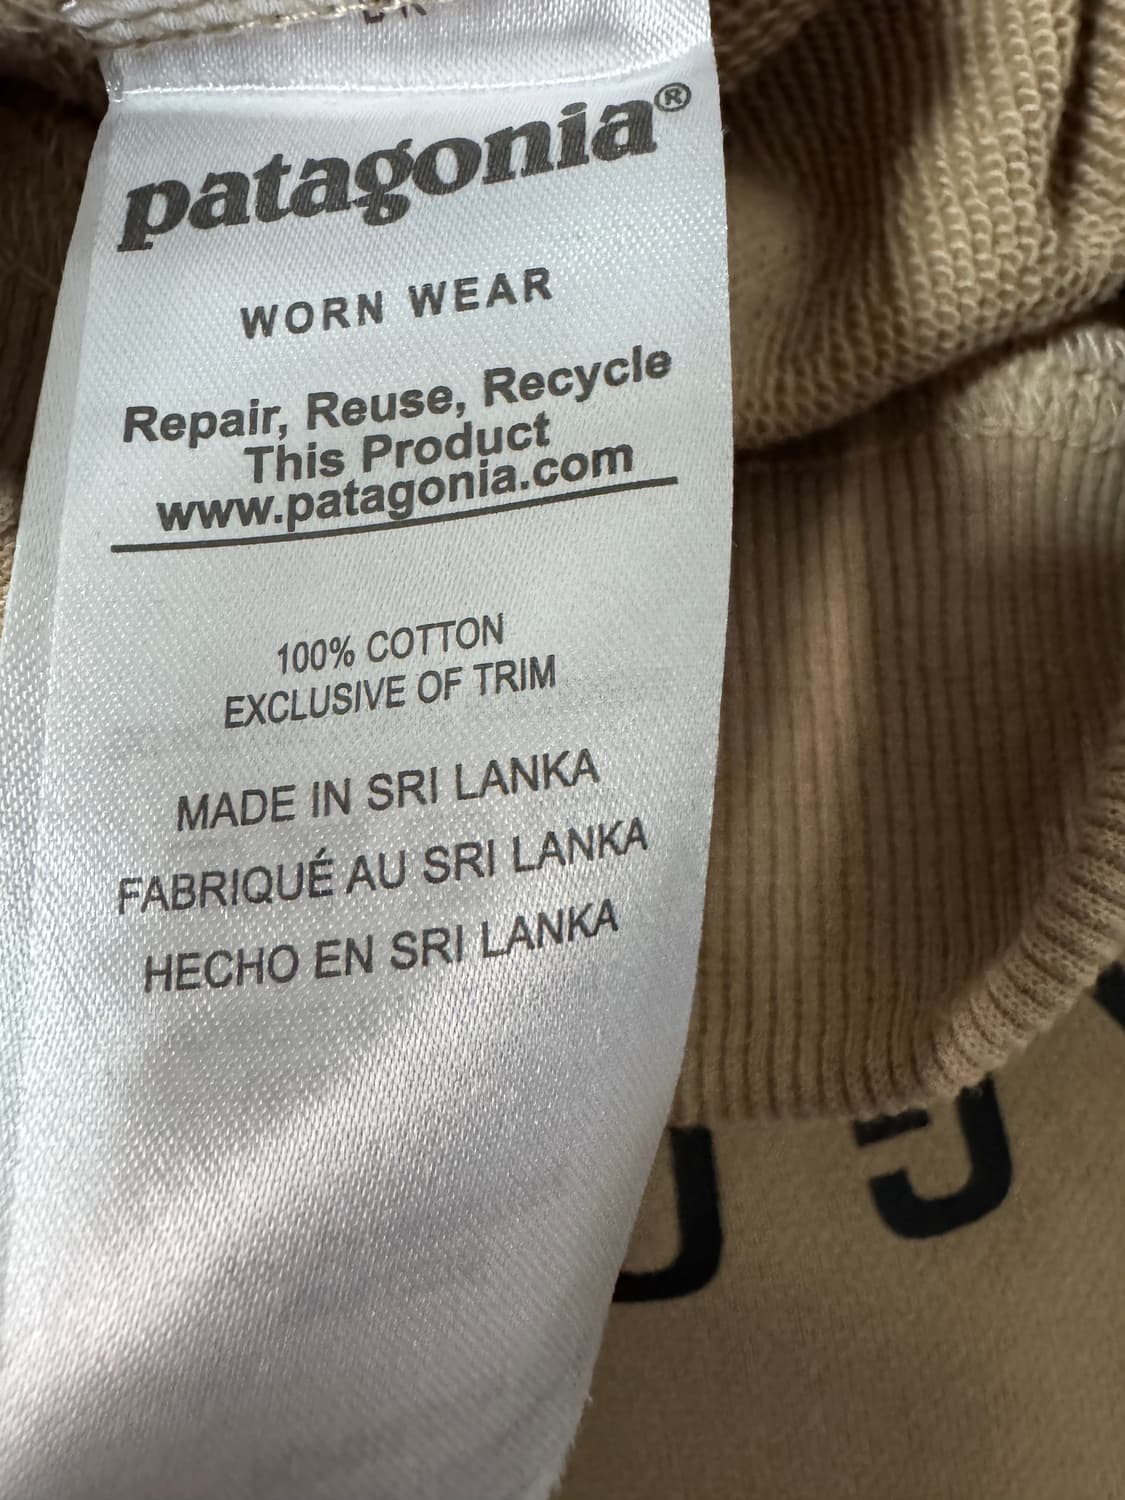 patagonia®
WORN WEAR
Repair, Reuse, Recycle
This Product
www.patagonia.com
100% COTTON
EXCLUSIVE OF TRIM
MADE IN SRI LANKA
FABRIQUÉ AU SRI LANKA
HECHO EN SRI LANKA